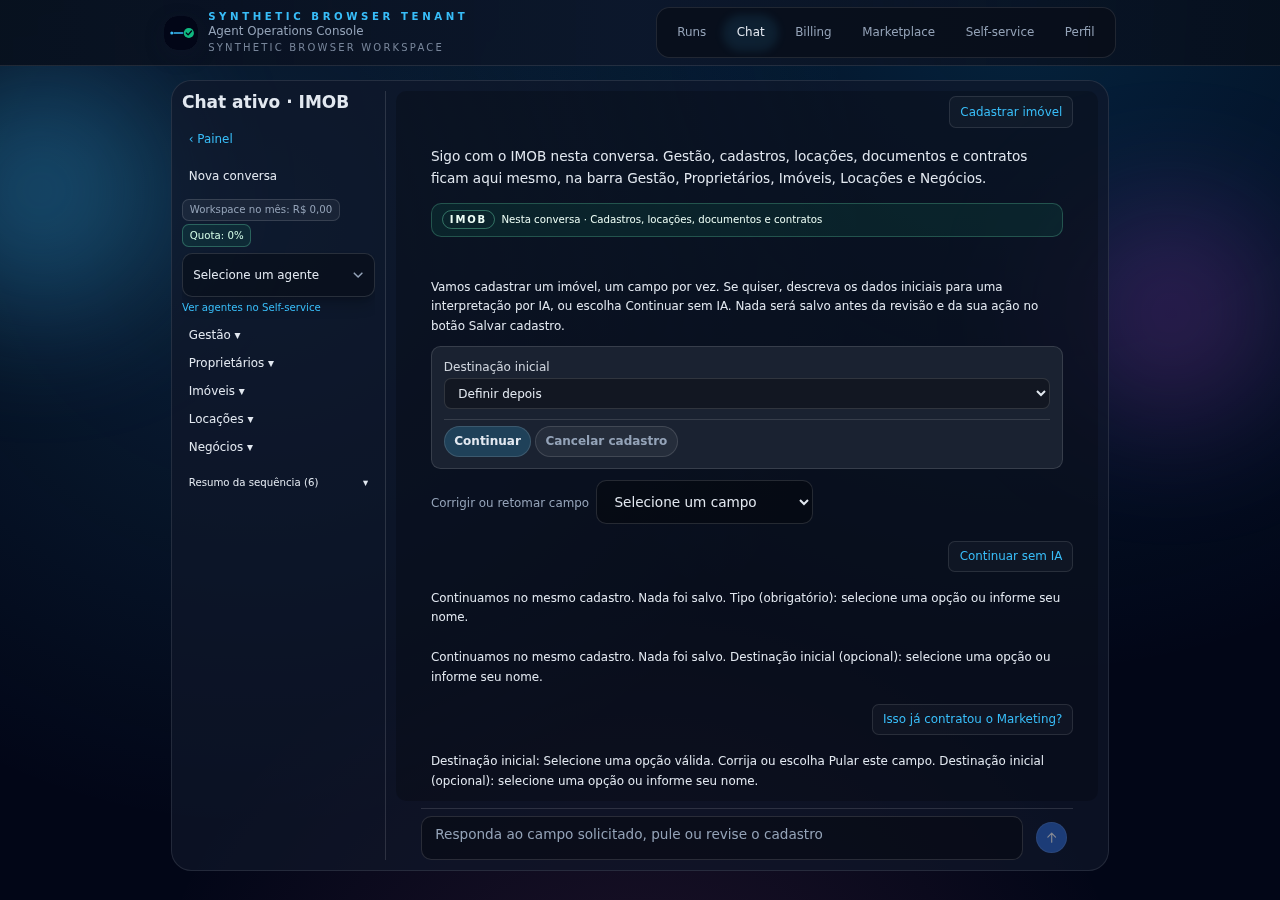 SYNTHETIC BROWSER TENANT
Agent Operations Console
SYNTHETIC BROWSER WORKSPACE
Runs
Chat
Billing
Marketplace
Self-service
Perfil
Chat ativo · IMOB
‹ Painel
Nova conversa
Workspace no mês: R$ 0,00
Quota: 0%
Selecione um agente
Ver agentes no Self-service
Gestão ▾
Proprietários ▾
Imóveis ▾
Locações ▾
Negócios ▾
Resumo da sequência (6) ▾
Cadastrar imóvel
Sigo com o IMOB nesta conversa. Gestão, cadastros, locações, documentos e contratos
ficam aqui mesmo, na barra Gestão, Proprietários, Imóveis, Locações e Negócios.
IMOB Nesta conversa · Cadastros, locações, documentos e contratos
Vamos cadastrar um imóvel, um campo por vez. Se quiser, descreva os dados iniciais para uma
interpretação por IA, ou escolha Continuar sem IA. Nada será salvo antes da revisão e da sua ação no
botão Salvar cadastro.
Destinação inicial
Definir depois
Continuar
Cancelar cadastro
Corrigir ou retomar campo
Selecione um campo
Continuar sem IA
Continuamos no mesmo cadastro. Nada foi salvo. Tipo (obrigatório): selecione uma opção ou informe seu
nome.
Continuamos no mesmo cadastro. Nada foi salvo. Destinação inicial (opcional): selecione uma opção ou
informe seu nome.
Isso já contratou o Marketing?
Destinação inicial: Selecione uma opção válida. Corrija ou escolha Pular este campo. Destinação inicial
(opcional): selecione uma opção ou informe seu nome.
Responda ao campo solicitado, pule ou revise o cadastro